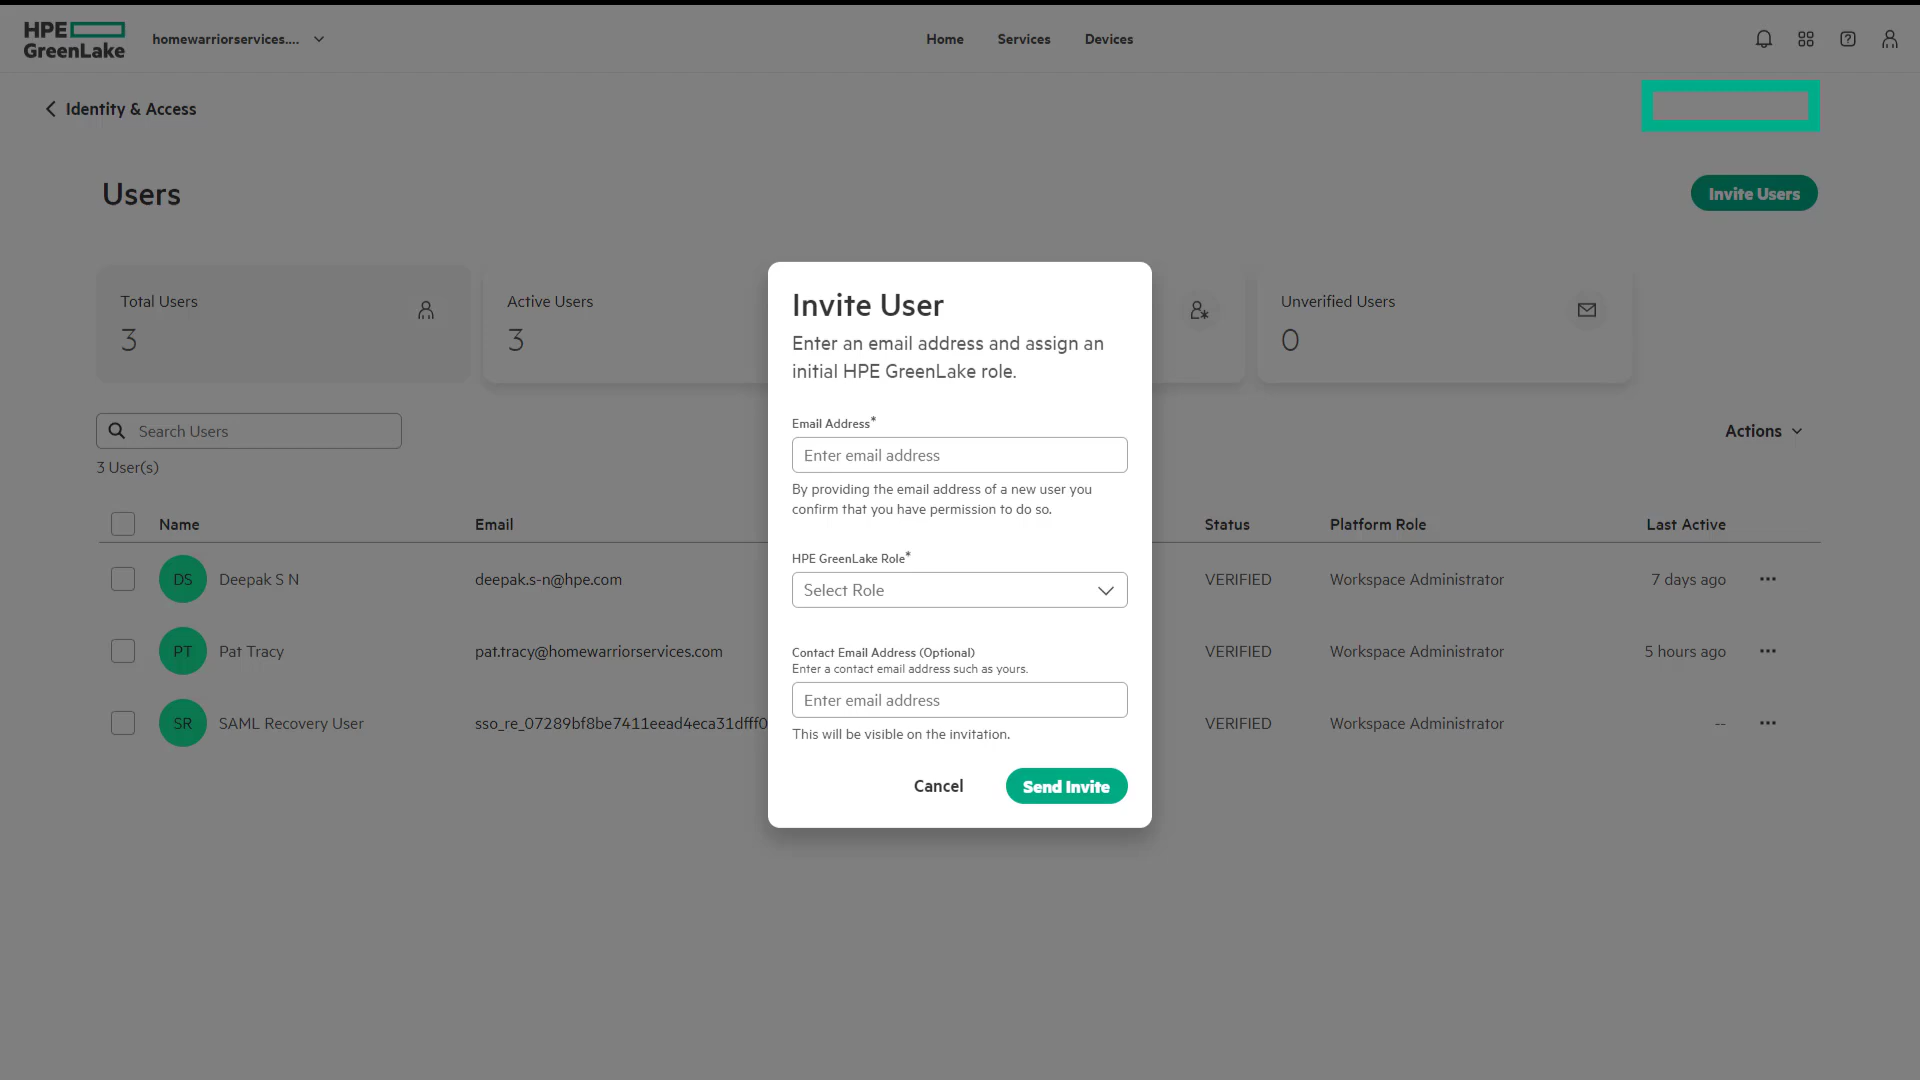 HPE
GreenLake
homewarriorservices....
Home
Services
Devices
Identity & Access
Users
Invite Users
Total Users
3
Active Users
3
Unverified Users
0
Search Users
Actions
3 User(s)
Name
Email
Status
Platform Role
Last Active
DS
Deepak S N
deepak.s-n@hpe.com
VERIFIED
Workspace Administrator
7 days ago
PT
Pat Tracy
pat.tracy@homewarriorservices.com
VERIFIED
Workspace Administrator
5 hours ago
SR
SAML Recovery User
sso_re_07289bf8be7411eead4eca31dfff0
VERIFIED
Workspace Administrator
--
Invite User
Enter an email address and assign an
initial HPE GreenLake role.
Email Address*
Enter email address
By providing the email address of a new user you
confirm that you have permission to do so.
HPE GreenLake Role*
Select Role
Contact Email Address (Optional)
Enter a contact email address such as yours.
Enter email address
This will be visible on the invitation.
Cancel
Send Invite